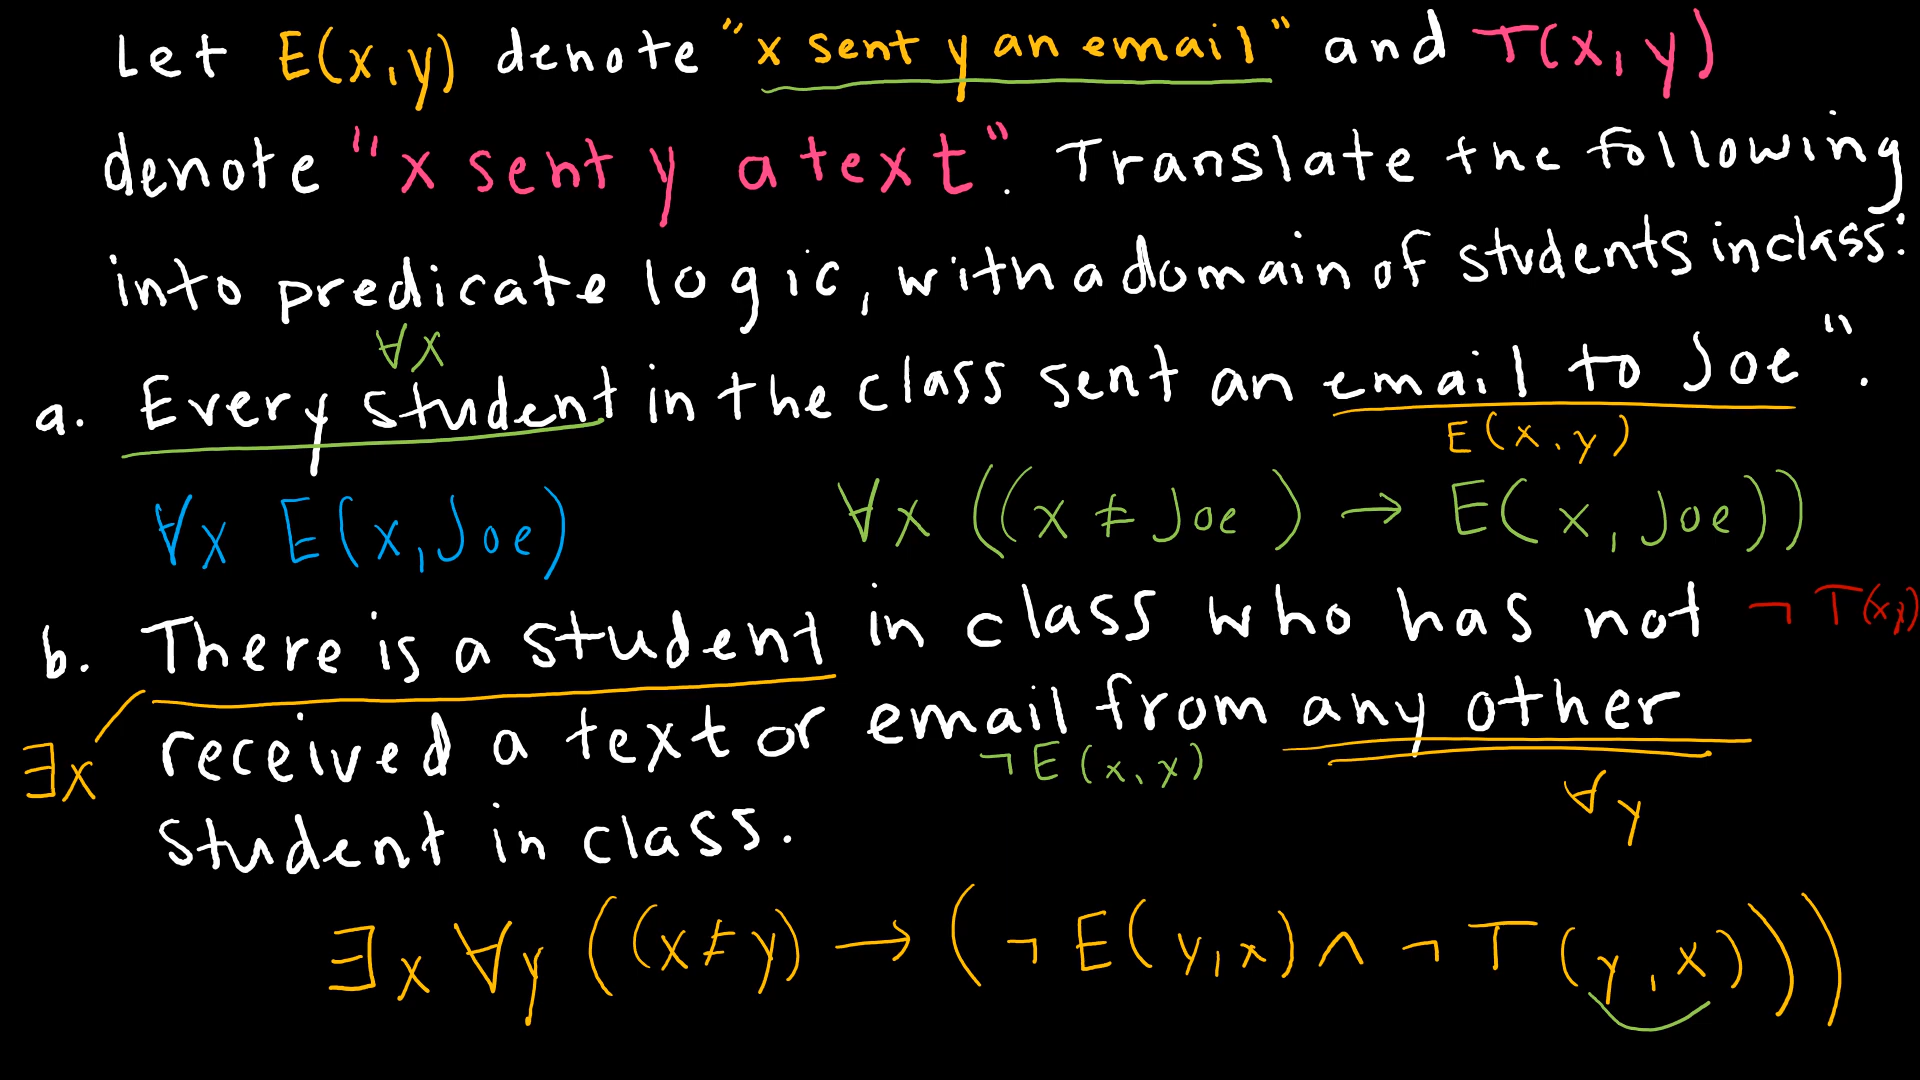 Let E(x,y) denote "x sent y an email" and T(x,y)
denote "x sent y a text". Translate the following
into predicate logic, with a domain of students in class:
∀x
a. Every student in the class sent an email to Joe".
E(x,y)
∀x E(x,Joe)
∀x ((x ≠ Joe) → E(x,Joe))
b. There is a student in class who has not
¬T(x,y)
received a text or email from any other
∃x
¬E(x,y)
∀y
student in class.
∃x ∀y ((x≠y) → (¬E(y,x) ∧ ¬T(y,x)))